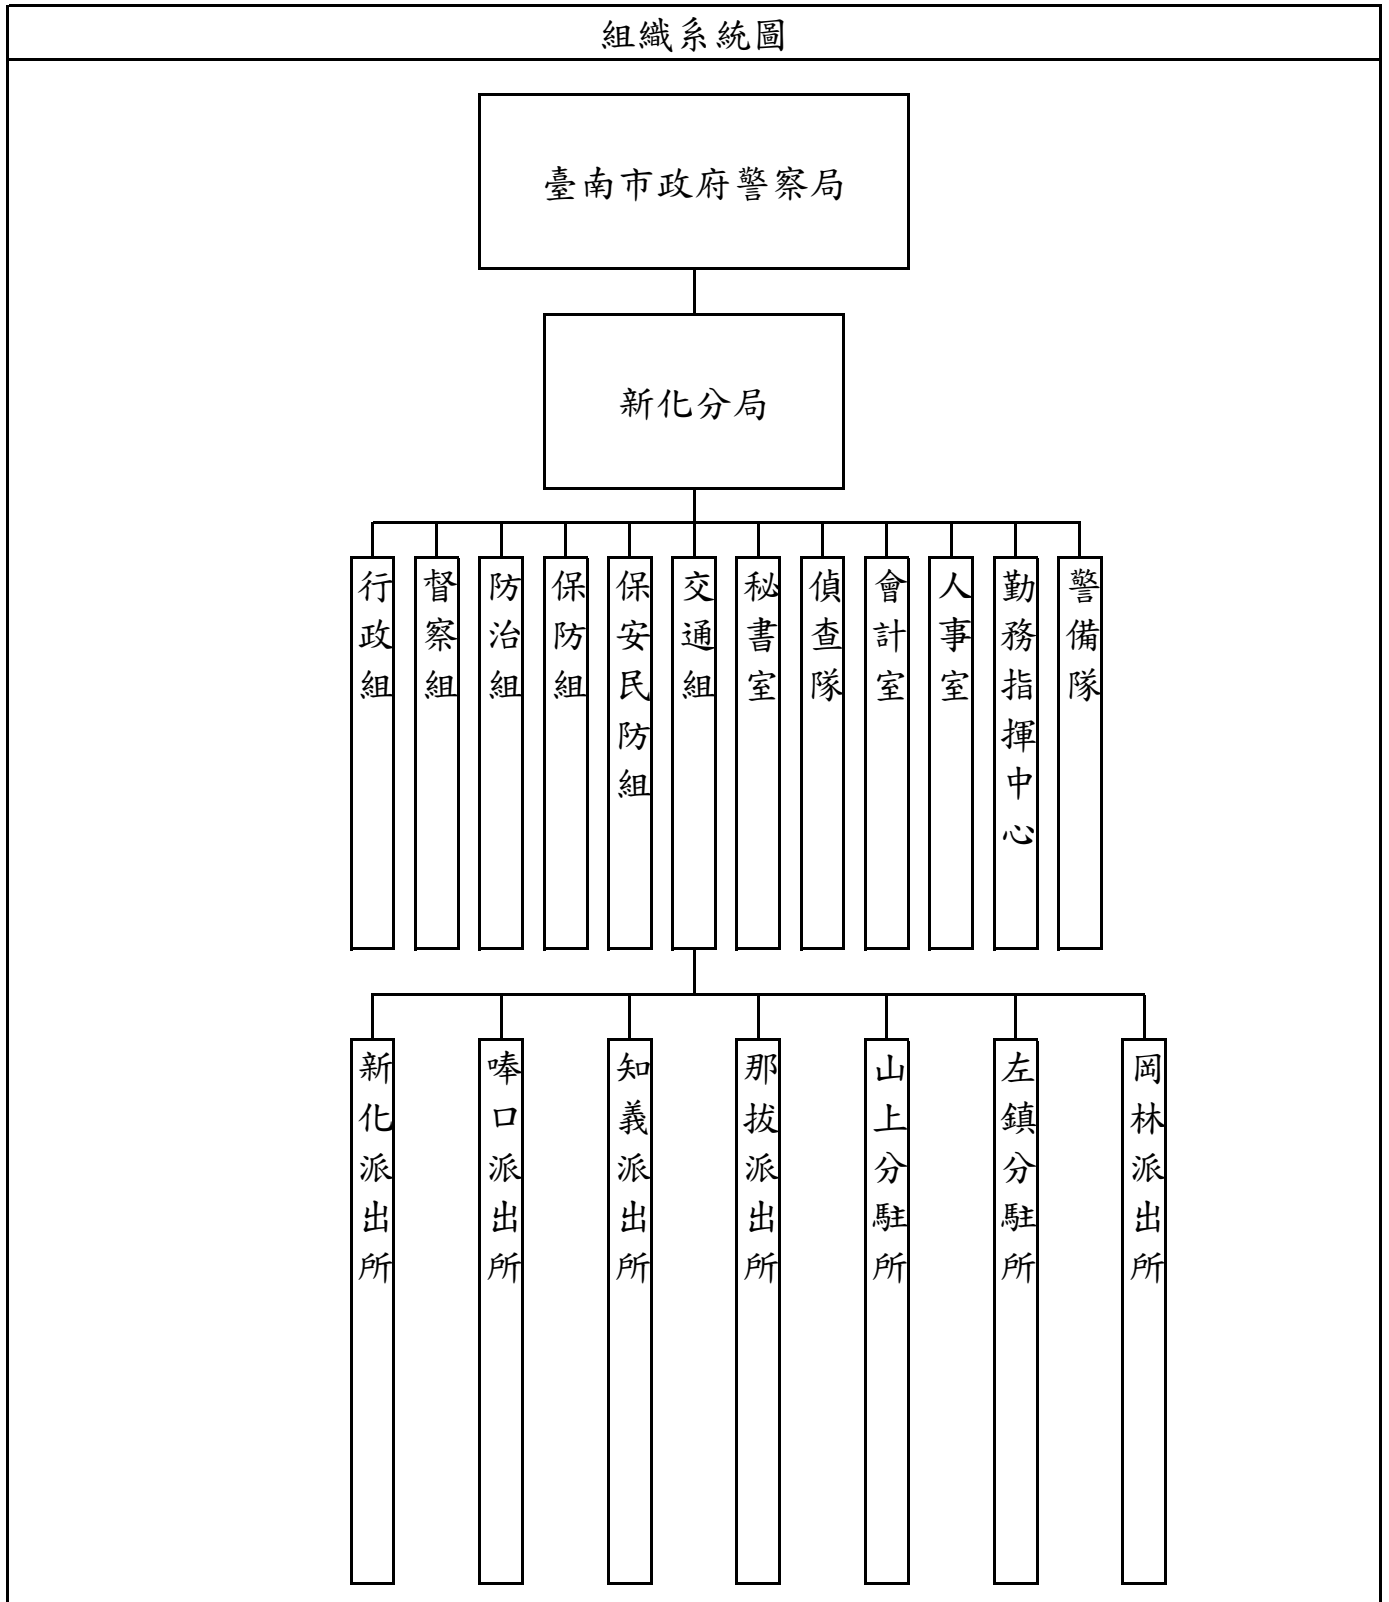 組織系統圖
臺南市政府警察局
新化分局
行政組
督察組
防治組
保防組
保安民防組
交通組
秘書室
偵查隊
會計室
人事室
勤務指揮中心
警備隊
新化派出所
唪口派出所
知義派出所
那拔派出所
山上分駐所
左鎮分駐所
岡林派出所